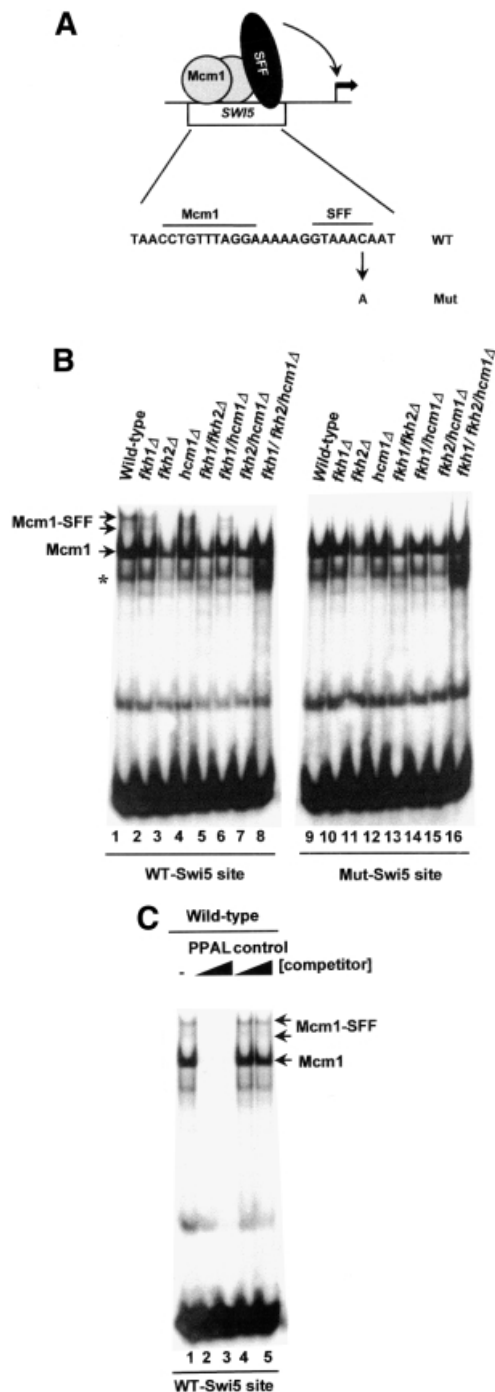 A
Mcm1
SFF
SWI5
Mcm1
SFF
TAACCTGTTTAGGAAAAAGGTAAACAAT
WT
A
Mut
B
Wild-type
fkh1Δ
fkh2Δ
hcm1Δ
fkh1/fkh2Δ
fkh1/hcm1Δ
fkh2/hcm1Δ
fkh1/ fkh2/hcm1Δ
Wild-type
fkh1Δ
fkh2Δ
hcm1Δ
fkh1/fkh2Δ
fkh1/hcm1Δ
fkh2/hcm1Δ
fkh1/ fkh2/hcm1Δ
Mcm1-SFF
Mcm1
*
1 2 3 4 5 6 7 8
9 10 11 12 13 14 15 16
WT-Swi5 site
Mut-Swi5 site
C
Wild-type
PPAL control
- [competitor]
Mcm1-SFF
Mcm1
1 2 3 4 5
WT-Swi5 site